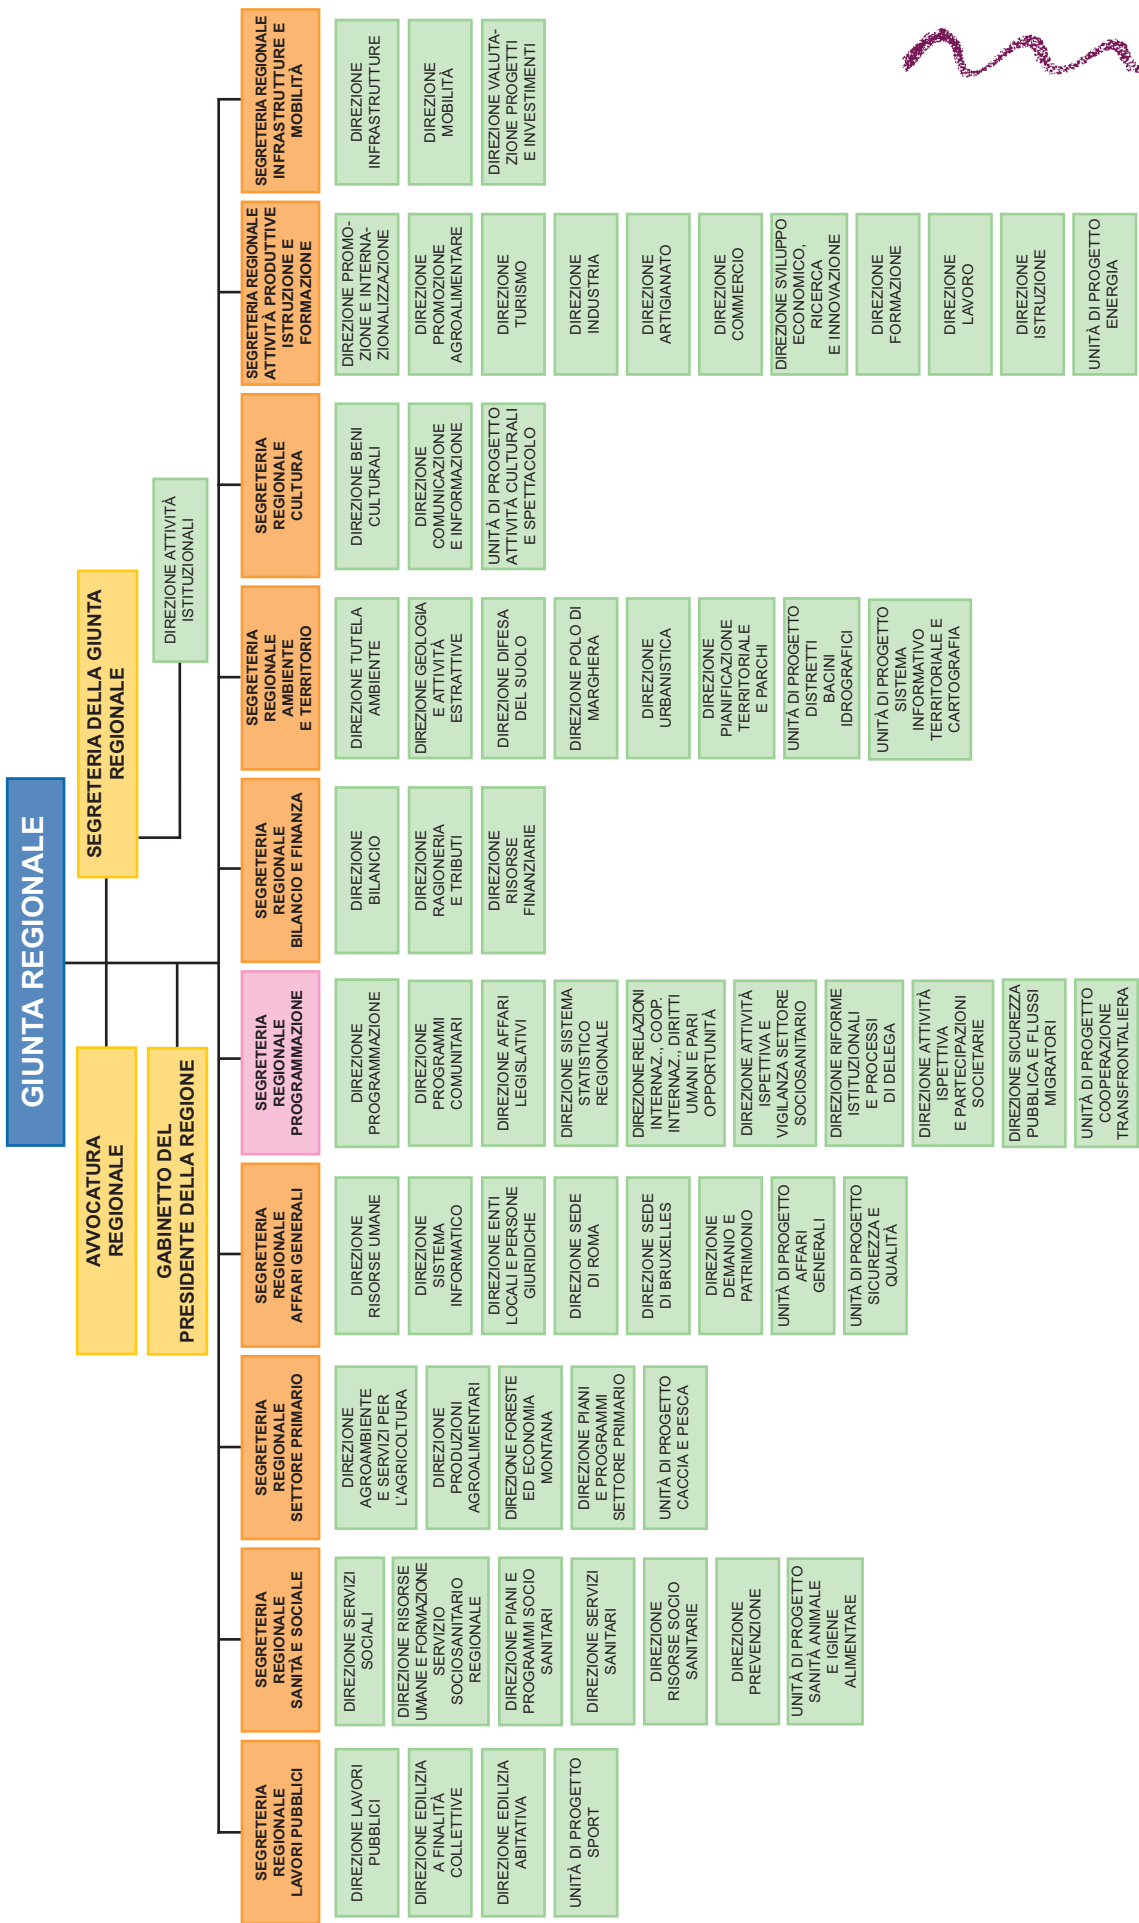 GIUNTA REGIONALE
AVVOCATURA
REGIONALE
SEGRETERIA DELLA GIUNTA
REGIONALE
GABINETTO DEL
PRESIDENTE DELLA REGIONE
DIREZIONE ATTIVITÀ
ISTITUZIONALI
SEGRETERIA
REGIONALE
LAVORI PUBBLICI
DIREZIONE LAVORI
PUBBLICI
DIREZIONE EDILIZIA
A FINALITÀ
COLLETTIVE
DIREZIONE EDILIZIA
ABITATIVA
UNITÀ DI PROGETTO
SPORT
SEGRETERIA
REGIONALE
SANITÀ E SOCIALE
DIREZIONE SERVIZI
SOCIALI
DIREZIONE RISORSE
UMANE E FORMAZIONE
SERVIZIO
SOCIOSANITARIO
REGIONALE
DIREZIONE PIANI E
PROGRAMMI SOCIO
SANITARI
DIREZIONE SERVIZI
SANITARI
DIREZIONE
RISORSE SOCIO
SANITARIE
DIREZIONE
PREVENZIONE
UNITÀ DI PROGETTO
SANITÀ ANIMALE
E IGIENE
ALIMENTARE
SEGRETERIA
REGIONALE
SETTORE PRIMARIO
DIREZIONE
AGROAMBIENTE
E SERVIZI PER
L'AGRICOLTURA
DIREZIONE
PRODUZIONI
AGROALIMENTARI
DIREZIONE FORESTE
ED ECONOMIA
MONTANA
DIREZIONE PIANI
E PROGRAMMI
SETTORE PRIMARIO
UNITÀ DI PROGETTO
CACCIA E PESCA
SEGRETERIA
REGIONALE
AFFARI GENERALI
DIREZIONE
RISORSE UMANE
DIREZIONE
SISTEMA
INFORMATICO
DIREZIONE ENTI
LOCALI E PERSONE
GIURIDICHE
DIREZIONE SEDE
DI ROMA
DIREZIONE SEDE
DI BRUXELLES
DIREZIONE
DEMANIO E
PATRIMONIO
UNITÀ DI PROGETTO
AFFARI
GENERALI
UNITÀ DI PROGETTO
SICUREZZA E
QUALITÀ
SEGRETERIA
REGIONALE
PROGRAMMAZIONE
DIREZIONE
PROGRAMMAZIONE
DIREZIONE
PROGRAMMI
COMUNITARI
DIREZIONE AFFARI
LEGISLATIVI
DIREZIONE SISTEMA
STATISTICO
REGIONALE
DIREZIONE RELAZIONI
INTERNAZ., COOP.
INTERNAZ., DIRITTI
UMANI E PARI
OPPORTUNITÀ
DIREZIONE ATTIVITÀ
ISPETTIVA E
VIGILANZA SETTORE
SOCIOSANITARIO
DIREZIONE RIFORME
ISTITUZIONALI
E PROCESSI
DI DELEGA
DIREZIONE ATTIVITÀ
ISPETTIVA
E PARTECIPAZIONI
SOCIETARIE
DIREZIONE SICUREZZA
PUBBLICA E FLUSSI
MIGRATORI
UNITÀ DI PROGETTO
COOPERAZIONE
TRANSFRONTALIERA
SEGRETERIA
REGIONALE
BILANCIO E FINANZA
DIREZIONE
BILANCIO
DIREZIONE
RAGIONERIA
E TRIBUTI
DIREZIONE
RISORSE
FINANZIARIE
SEGRETERIA
REGIONALE
AMBIENTE
E TERRITORIO
DIREZIONE TUTELA
AMBIENTE
DIREZIONE GEOLOGIA
E ATTIVITÀ
ESTRATTIVE
DIREZIONE DIFESA
DEL SUOLO
DIREZIONE POLO DI
MARGHERA
DIREZIONE
URBANISTICA
DIREZIONE
PIANIFICAZIONE
TERRITORIALE
E PARCHI
UNITÀ DI PROGETTO
DISTRETTI
BACINI
IDROGRAFICI
UNITÀ DI PROGETTO
SISTEMA
INFORMATIVO
TERRITORIALE E
CARTOGRAFIA
SEGRETERIA
REGIONALE
CULTURA
DIREZIONE BENI
CULTURALI
DIREZIONE
COMUNICAZIONE
E INFORMAZIONE
UNITÀ DI PROGETTO
ATTIVITÀ CULTURALI
E SPETTACOLO
SEGRETERIA REGIONALE
ATTIVITÀ PRODUTTIVE
ISTRUZIONE E
FORMAZIONE
DIREZIONE PROMO-
ZIONE E INTERNA-
ZIONALIZZAZIONE
DIREZIONE
PROMOZIONE
AGROALIMENTARE
DIREZIONE
TURISMO
DIREZIONE
INDUSTRIA
DIREZIONE
ARTIGIANATO
DIREZIONE
COMMERCIO
DIREZIONE SVILUPPO
ECONOMICO,
RICERCA
E INNOVAZIONE
DIREZIONE
FORMAZIONE
DIREZIONE
LAVORO
DIREZIONE
ISTRUZIONE
UNITÀ DI PROGETTO
ENERGIA
SEGRETERIA REGIONALE
INFRASTRUTTURE E
MOBILITÀ
DIREZIONE
INFRASTRUTTURE
DIREZIONE
MOBILITÀ
DIREZIONE VALUTA-
ZIONE PROGETTI
E INVESTIMENTI